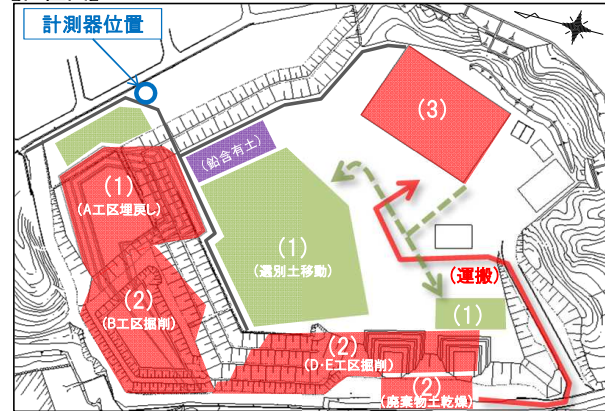 計測器位置
(3)
(鉛含有土)
(1)
(A工区埋戻し)
(1)
(選別土移動)
(運搬)
(2)
(B工区掘削)
(1)
(2)
(D・E工区掘削)
(2)
(廃棄物土乾燥)